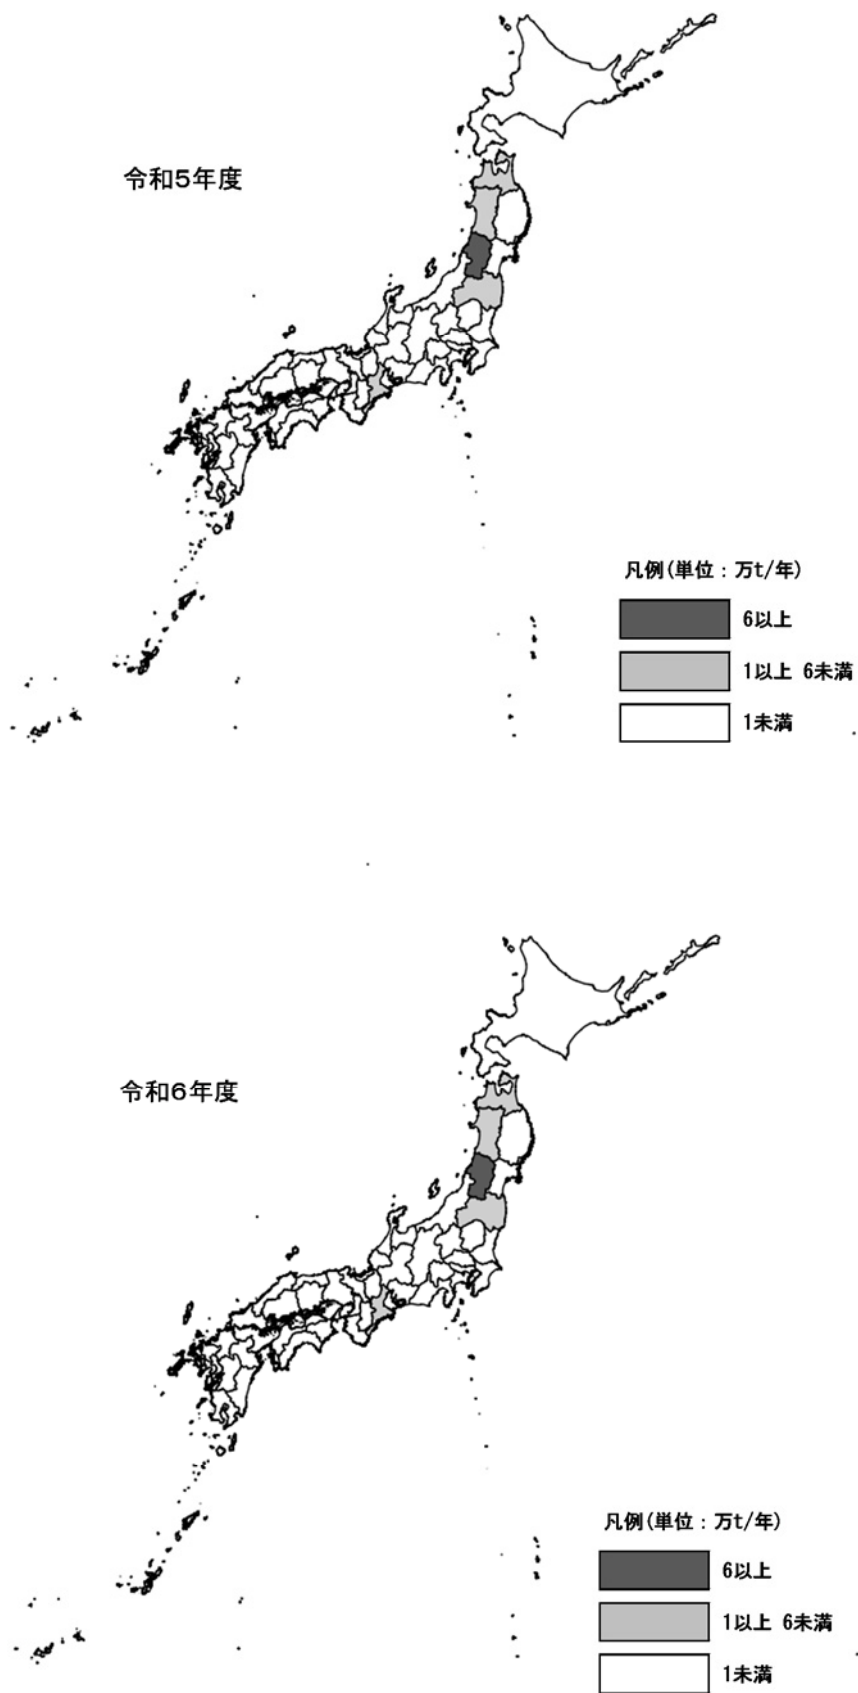 令和5年度
凡例(単位：万t/年)
6以上
1以上 6未満
1未満
令和6年度
凡例(単位：万t/年)
6以上
1以上 6未満
1未満